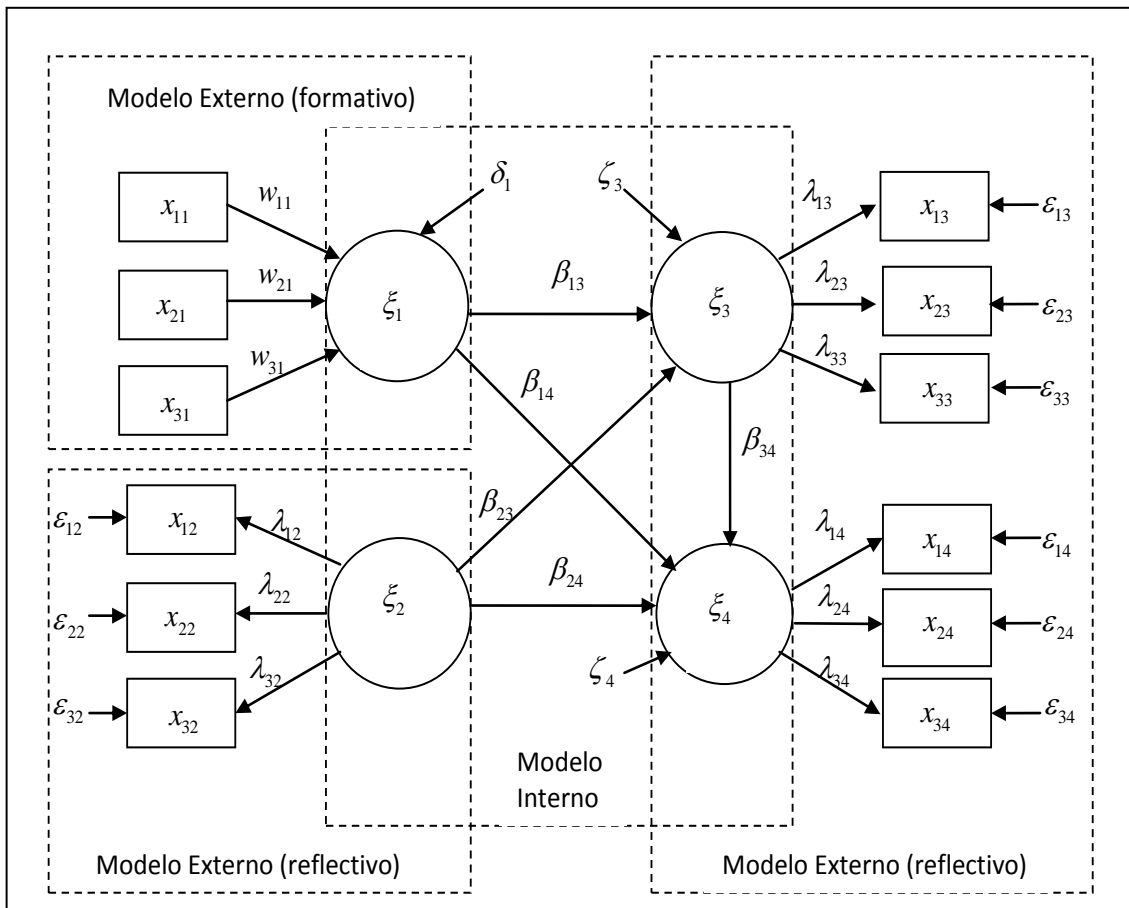 Modelo Externo (formativo)
x₁₁
w₁₁
x₂₁
w₂₁
x₃₁
w₃₁
δ₁
ξ₁
ζ₃
ξ₃
β₁₃
β₁₄
β₂₃
β₃₄
β₂₄
λ₁₃
x₁₃
ε₁₃
λ₂₃
x₂₃
ε₂₃
λ₃₃
x₃₃
ε₃₃
ε₁₂
x₁₂
λ₁₂
ε₂₂
x₂₂
λ₂₂
ε₃₂
x₃₂
λ₃₂
ξ₂
ξ₄
ζ₄
λ₁₄
x₁₄
ε₁₄
λ₂₄
x₂₄
ε₂₄
λ₃₄
x₃₄
ε₃₄
Modelo
Interno
Modelo Externo (reflectivo)
Modelo Externo (reflectivo)